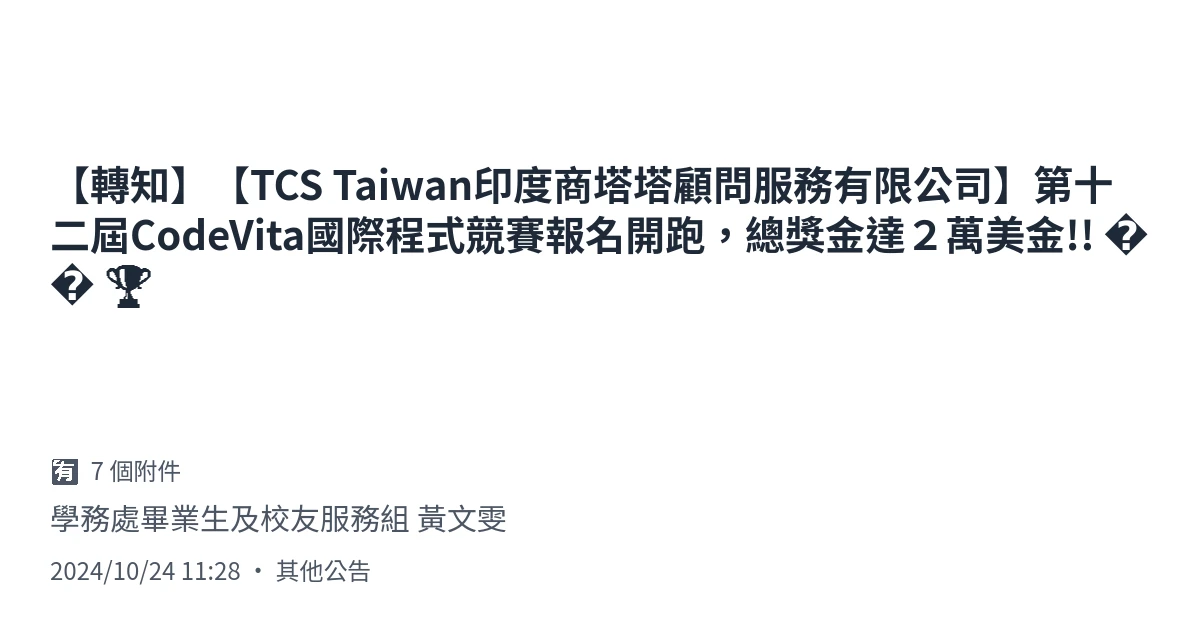 【轉知】【TCS Taiwan印度商塔塔顧問服務有限公司】第十
二屆CodeVita國際程式競賽報名開跑，總獎金達２萬美金!! �
� 🏆
🈶 7 個附件
學務處畢業生及校友服務組 黃文雯
2024/10/24 11:28 • 其他公告